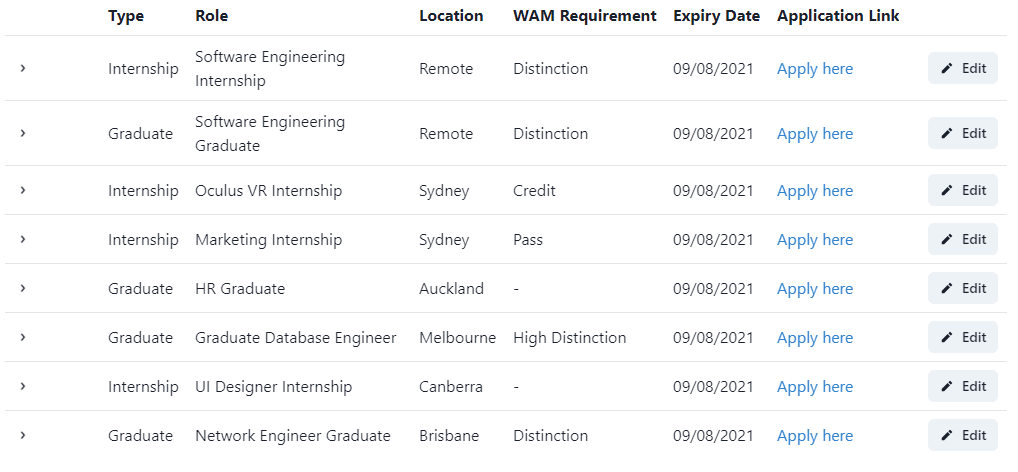 Type Role Location WAM Requirement Expiry Date Application Link
Internship Software Engineering Internship Remote Distinction 09/08/2021 Apply here Edit
Graduate Software Engineering Graduate Remote Distinction 09/08/2021 Apply here Edit
Internship Oculus VR Internship Sydney Credit 09/08/2021 Apply here Edit
Internship Marketing Internship Sydney Pass 09/08/2021 Apply here Edit
Graduate HR Graduate Auckland - 09/08/2021 Apply here Edit
Graduate Graduate Database Engineer Melbourne High Distinction 09/08/2021 Apply here Edit
Internship UI Designer Internship Canberra - 09/08/2021 Apply here Edit
Graduate Network Engineer Graduate Brisbane Distinction 09/08/2021 Apply here Edit